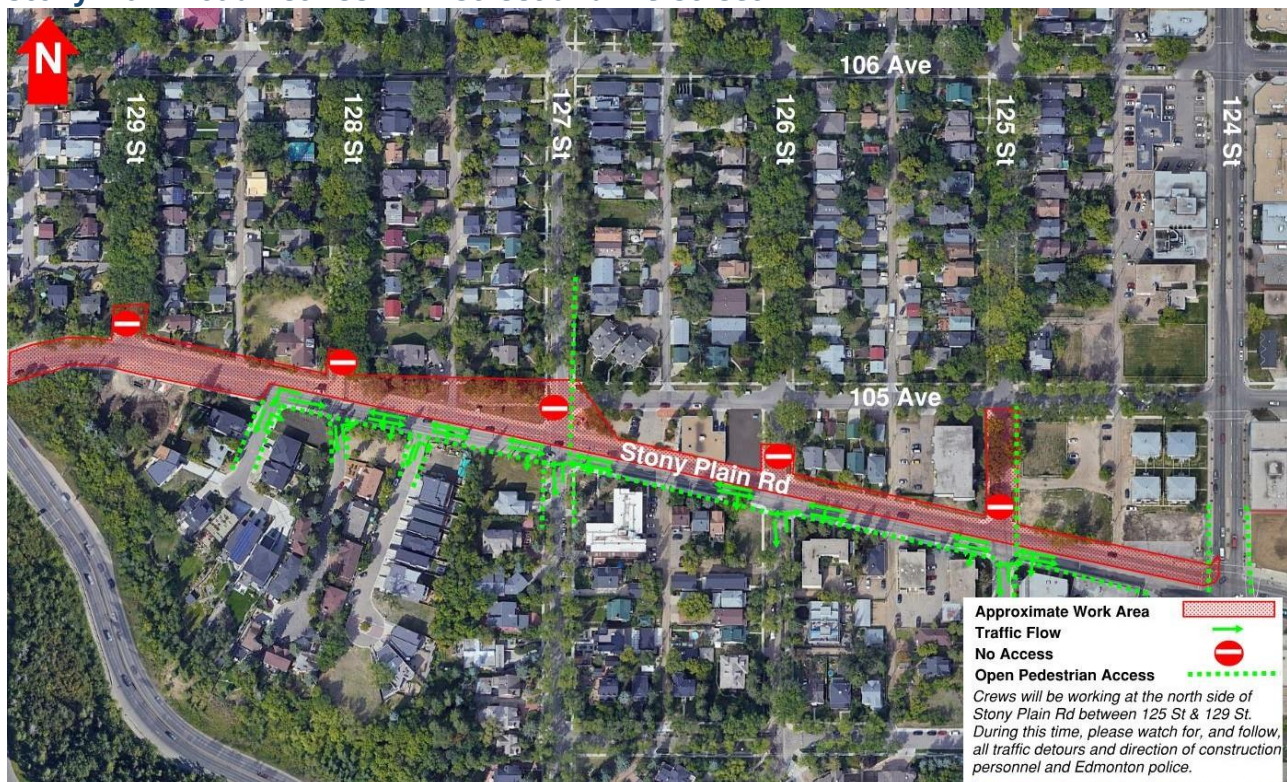 N
106 Ave
129 St
128 St
127 St
126 St
125 St
124 St
105 Ave
Stony Plain Rd
Approximate Work Area
Traffic Flow
No Access
Open Pedestrian Access
Crews will be working at the north side of
Stony Plain Rd between 125 St & 129 St.
During this time, please watch for, and follow,
all traffic detours and direction of construction
personnel and Edmonton police.